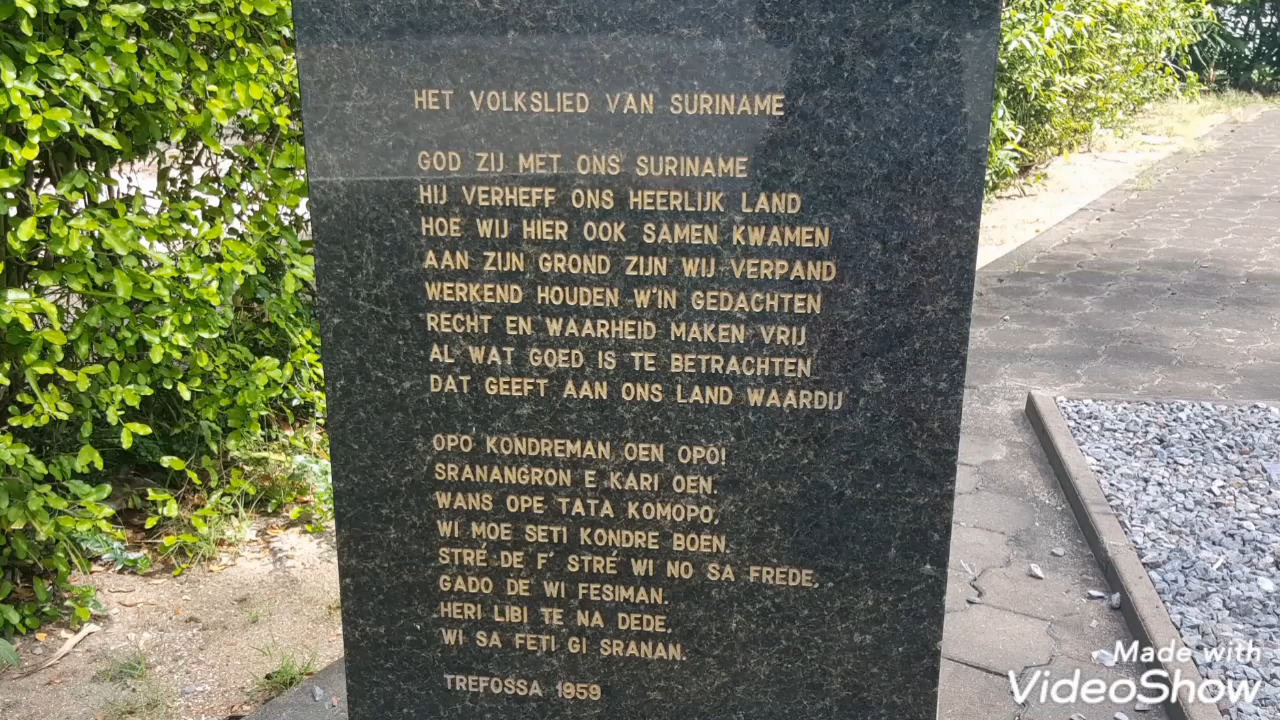 HET VOLKSLIED VAN SURINAME
GOD ZIJ MET ONS SURINAME
HIJ VERHEFF ONS HEERLIJK LAND
HOE WIJ HIER OOK SAMEN KWAMEN
AAN ZIJN GROND ZIJN WIJ VERPAND
WERKEND HOUDEN W'IN GEDACHTEN
RECHT EN WAARHEID MAKEN VRIJ
AL WAT GOED IS TE BETRACHTEN
DAT GEEFT AAN ONS LAND WAARDIJ
OPO KONDREMAN OEN OPO!
SRANANGRON E KARI OEN.
WANS OPE TATA KOMOPO,
WI MOE SETI KONDRE BOEN.
STRÉ DE F' STRÉ WI NO SA FREDE.
GADO DE WI FESIMAN.
HERI LIBI TE NA DEDE,
WI SA FETI GI SRANAN.
TREFOSSA 1959
Made with
VideoShow